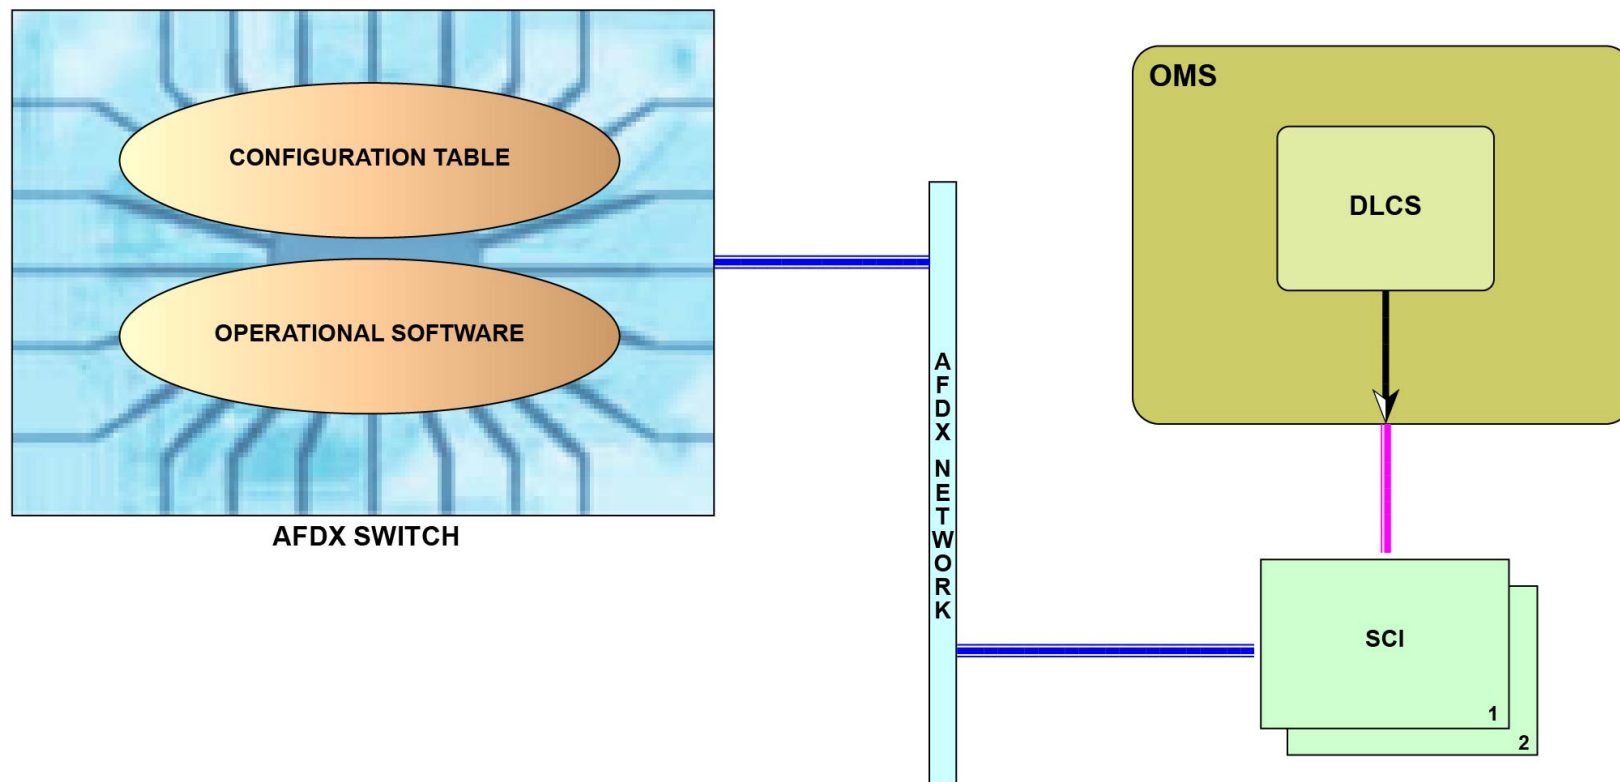 CONFIGURATION TABLE
OPERATIONAL SOFTWARE
AFDX SWITCH
AFDX NETWORK
OMS
DLCS
SCI
1
2